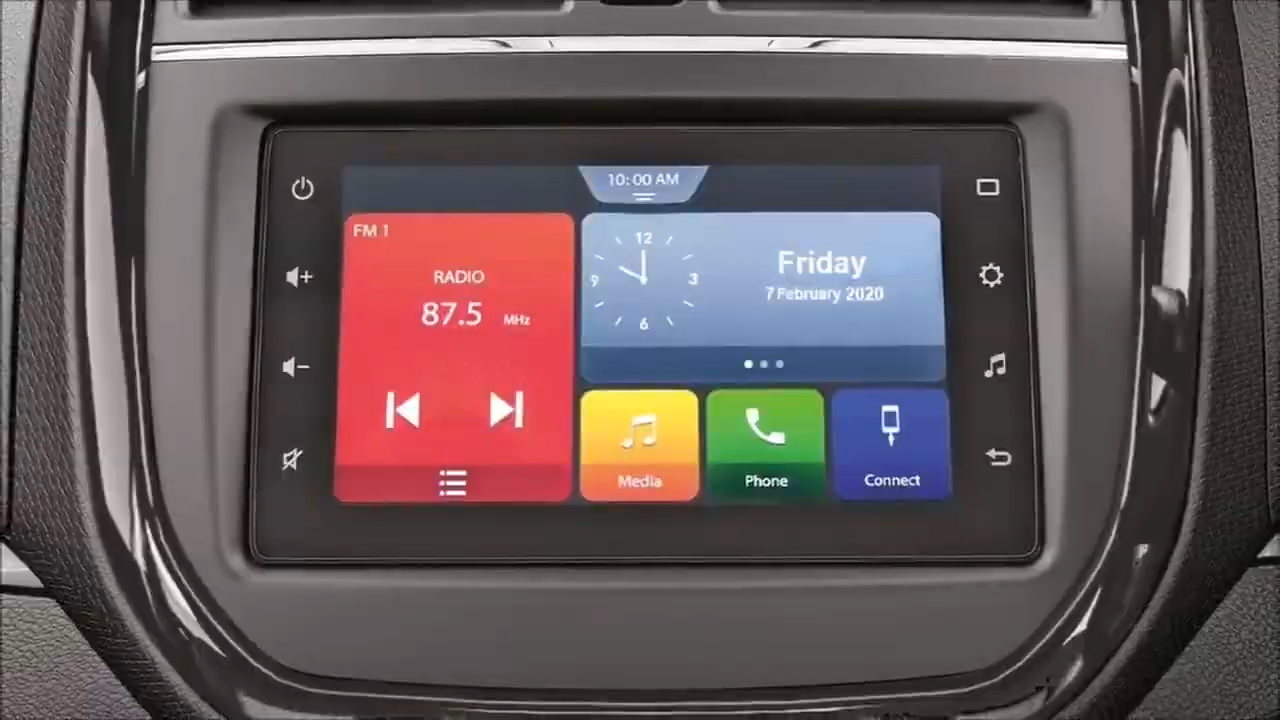 10:00 AM
FM 1
RADIO
87.5 MHz
12
9
3
6
Friday
7 February 2020
Media
Phone
Connect